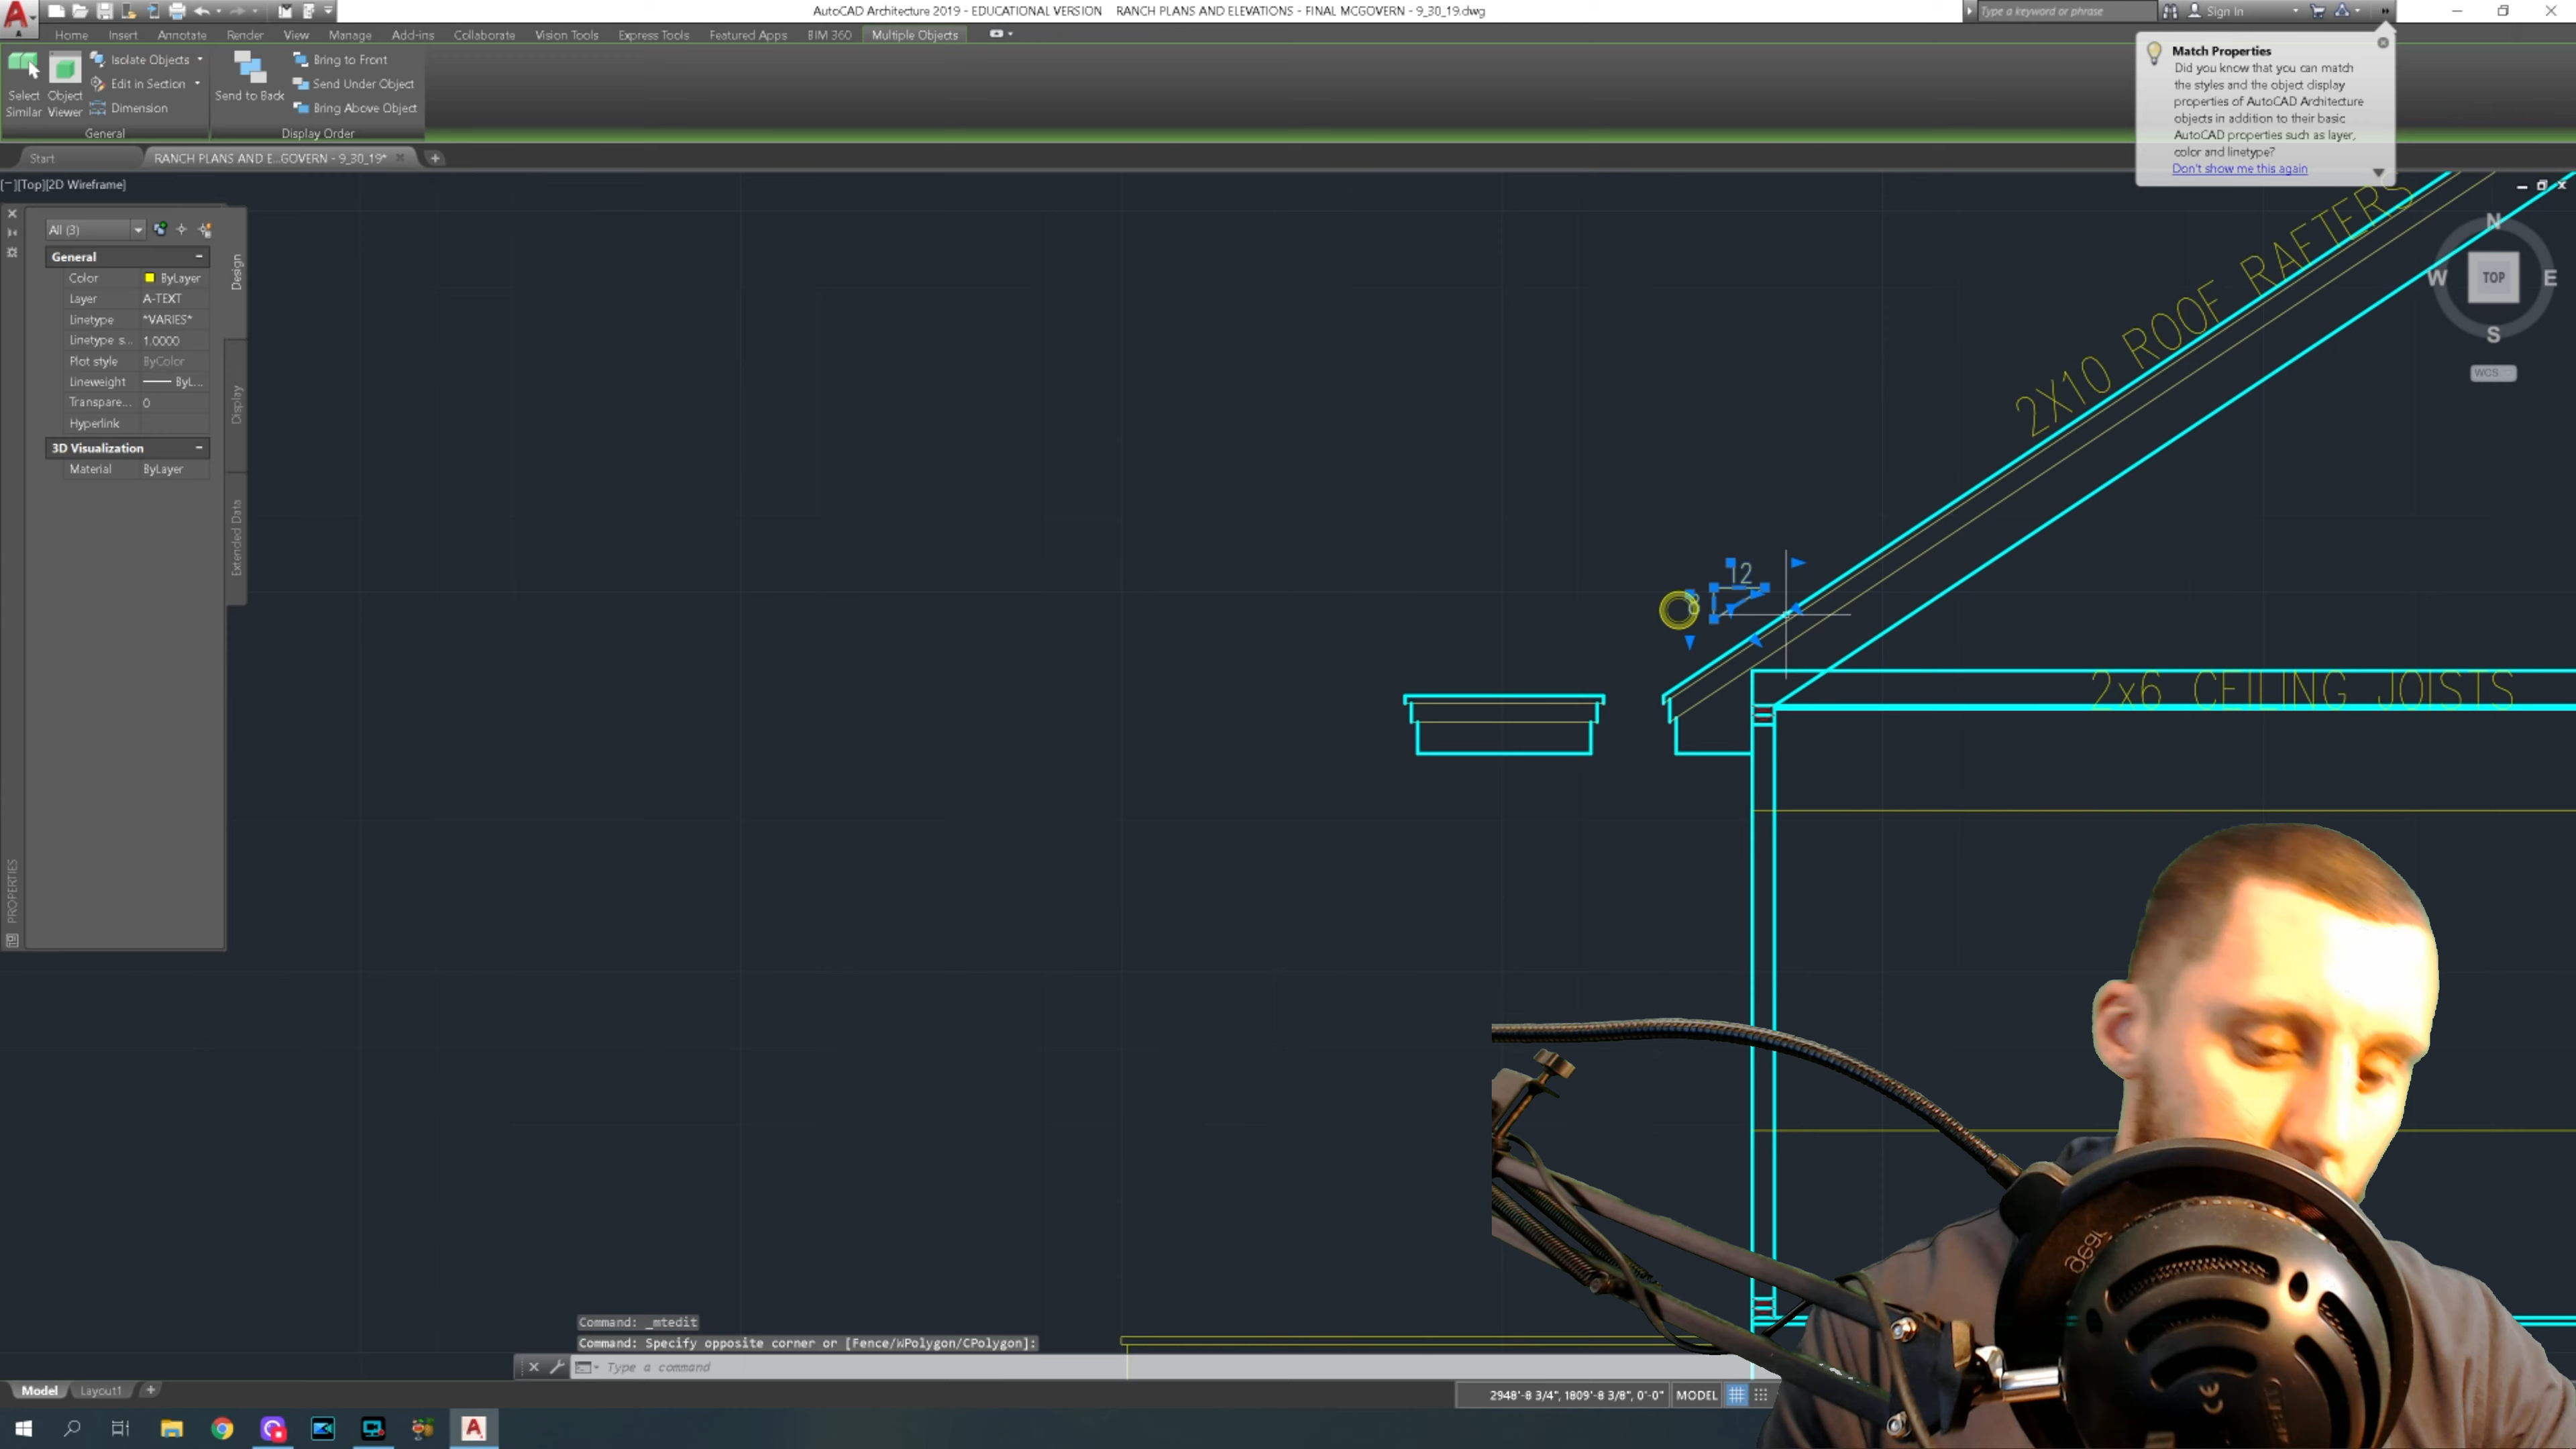 AutoCAD Architecture 2019 - EDUCATIONAL VERSION RANCH PLANS AND ELEVATIONS - FINAL MCGOVERN - 9_30_19.dwg
Type a keyword or phrase
Sign In
Home Insert Annotate Render View Manage Add-ins Collaborate Vision Tools Express Tools Featured Apps BIM 360 Multiple Objects
Select Similar
Object Viewer
Isolate Objects
Edit in Section
Dimension
General
Send to Back
Bring to Front
Send Under Object
Bring Above Object
Display Order
Match Properties
Did you know that you can match
the styles and the object display
properties of AutoCAD Architecture
objects in addition to their basic
AutoCAD properties such as layer,
color and linetype?
Don't show me this again
Start
RANCH PLANS AND E...GOVERN - 9_30_19*
[−][Top][2D Wireframe]
All (3)
General
Color ByLayer
Layer A-TEXT
Linetype *VARIES*
Linetype s... 1.0000
Plot style ByColor
Lineweight ByL...
Transpare... 0
Hyperlink
3D Visualization
Material ByLayer
Design
Display
Extended Data
PROPERTIES
N
W
TOP
E
S
WCS
2X10 ROOF RAFTERS
12
8
2x6 CEILING JOISTS
Command: _mtedit
Command: Specify opposite corner or [Fence/WPolygon/CPolygon]:
Type a command
Model Layout1
2948'-8 3/4", 1809'-8 3/8", 0'-0" MODEL
CE